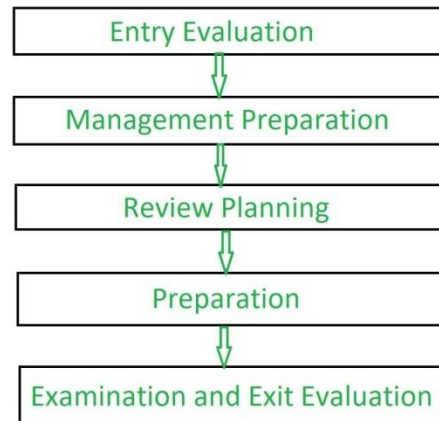 Entry Evaluation
Management Preparation
Review Planning
Preparation
Examination and Exit Evaluation